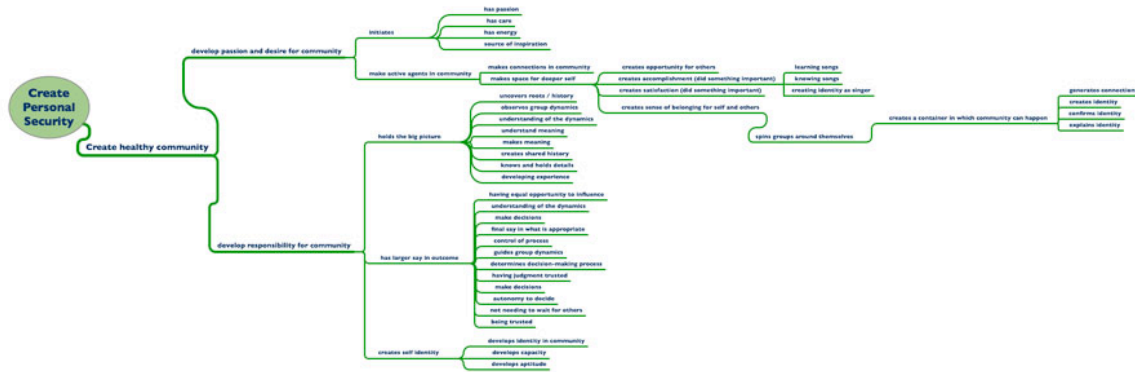 Create
Personal
Security
Create healthy community
develop passion and desire for community
initiates
has passion
has care
has energy
source of inspiration
make active agents in community
makes connections in community
makes space for deeper self
creates opportunity for others
creates accomplishment (did something important)
learning songs
knowing songs
creating identity as singer
creates satisfaction (did something important)
creates sense of belonging for self and others
spins groups around themselves
creates a container in which community can happen
generates connection
creates identity
confirms identity
explains identity
develop responsibility for community
holds the big picture
uncovers roots / history
observes group dynamics
understanding of the dynamics
understand meaning
makes meaning
creates shared history
knows and holds details
developing experience
has larger say in outcome
having equal opportunity to influence
understanding of the dynamics
make decisions
final say in what is appropriate
control of process
guides group dynamics
determines decision-making process
having judgment trusted
make decisions
autonomy to decide
not needing to wait for others
being trusted
creates self identity
develops identity in community
develops capacity
develops aptitude